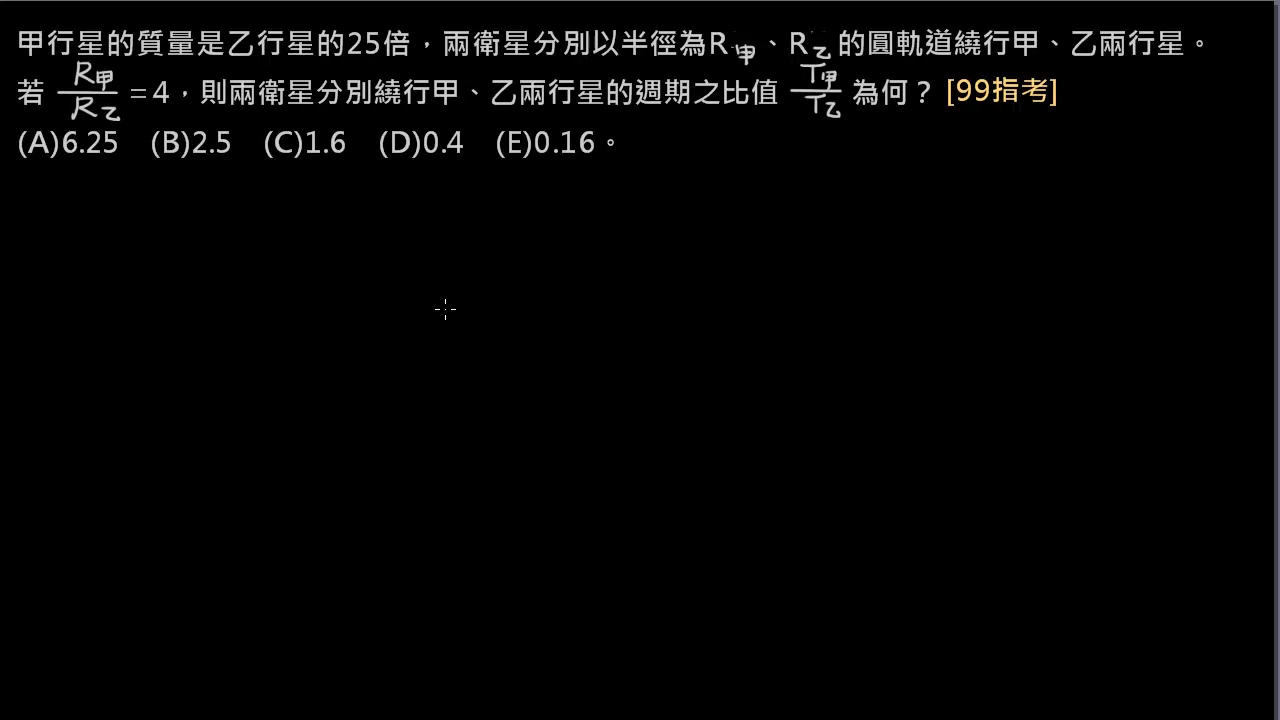 甲行星的質量是乙行星的25倍，兩衛星分別以半徑為R甲、R乙的圓軌道繞行甲、乙兩行星。
若 R甲/R乙 =4，則兩衛星分別繞行甲、乙兩行星的週期之比值 T甲/T乙 為何？[99指考]
(A)6.25 (B)2.5 (C)1.6 (D)0.4 (E)0.16。